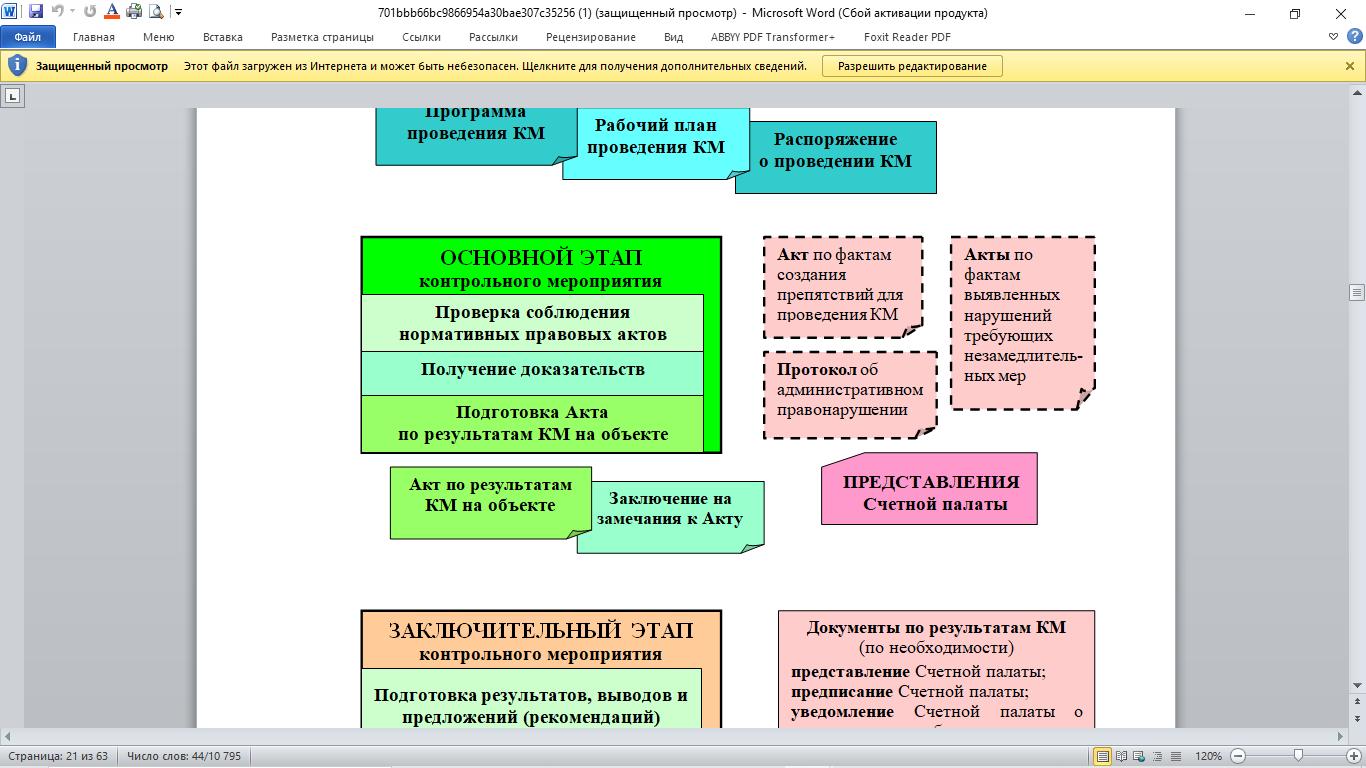 701bbb66bc9866954a30bae307c35256 (1) (защищенный просмотр) - Microsoft Word (Сбой активации продукта)
Файл Главная Меню Вставка Разметка страницы Ссылки Рассылки Рецензирование Вид ABBYY PDF Transformer+ Foxit Reader PDF
Защищенный просмотр Этот файл загружен из Интернета и может быть небезопасен. Щелкните для получения дополнительных сведений. Разрешить редактирование
Программа
проведения КМ
Рабочий план
проведения КМ
Распоряжение
о проведении КМ
ОСНОВНОЙ ЭТАП
контрольного мероприятия
Проверка соблюдения
нормативных правовых актов
Получение доказательств
Подготовка Акта
по результатам КМ на объекте
Акт по фактам
создания
препятствий для
проведения КМ
Акты по
фактам
выявленных
нарушений
требующих
незамедлитель-
ных мер
Протокол об
административном
правонарушении
Акт по результатам
КМ на объекте
Заключение на
замечания к Акту
ПРЕДСТАВЛЕНИЯ
Счетной палаты
ЗАКЛЮЧИТЕЛЬНЫЙ ЭТАП
контрольного мероприятия
Подготовка результатов, выводов и
предложений (рекомендаций)
Документы по результатам КМ
(по необходимости)
представление Счетной палаты;
предписание Счетной палаты;
уведомление Счетной палаты о
Страница: 21 из 63 Число слов: 44/10 795 120%